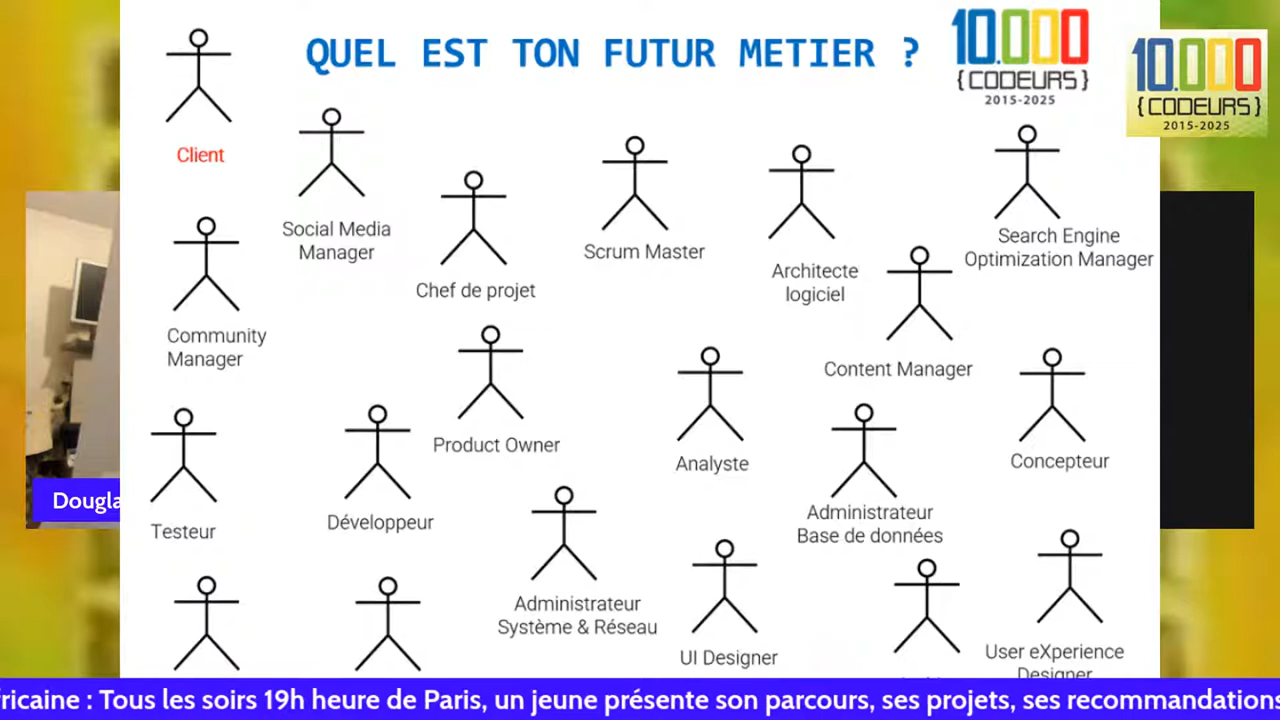 QUEL EST TON FUTUR METIER ?
10.000
{CODEURS}
2015-2025
10.000
{CODEURS}
2015-2025
Client
Social Media
Manager
Chef de projet
Scrum Master
Architecte
logiciel
Search Engine
Optimization Manager
Community
Manager
Product Owner
Analyste
Content Manager
Concepteur
Testeur
Développeur
Administrateur
Système & Réseau
Administrateur
Base de données
UI Designer
User eXperience
Designer
Dougla
fricaine : Tous les soirs 19h heure de Paris, un jeune présente son parcours, ses projets, ses recommandations